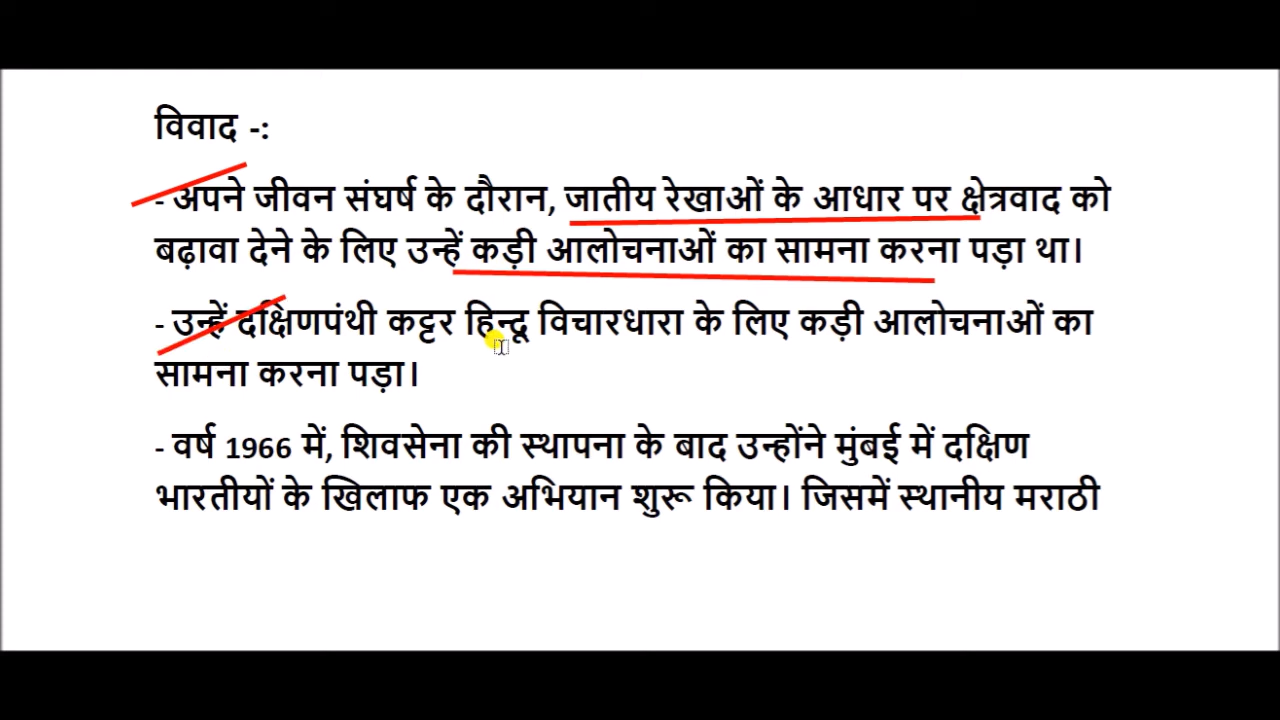 विवाद -:
- अपने जीवन संघर्ष के दौरान, जातीय रेखाओं के आधार पर क्षेत्रवाद को
बढ़ावा देने के लिए उन्हें कड़ी आलोचनाओं का सामना करना पड़ा था।
- उन्हें दक्षिणपंथी कट्टर हिन्दू विचारधारा के लिए कड़ी आलोचनाओं का
सामना करना पड़ा।
- वर्ष 1966 में, शिवसेना की स्थापना के बाद उन्होंने मुंबई में दक्षिण
भारतीयों के खिलाफ एक अभियान शुरू किया। जिसमें स्थानीय मराठी